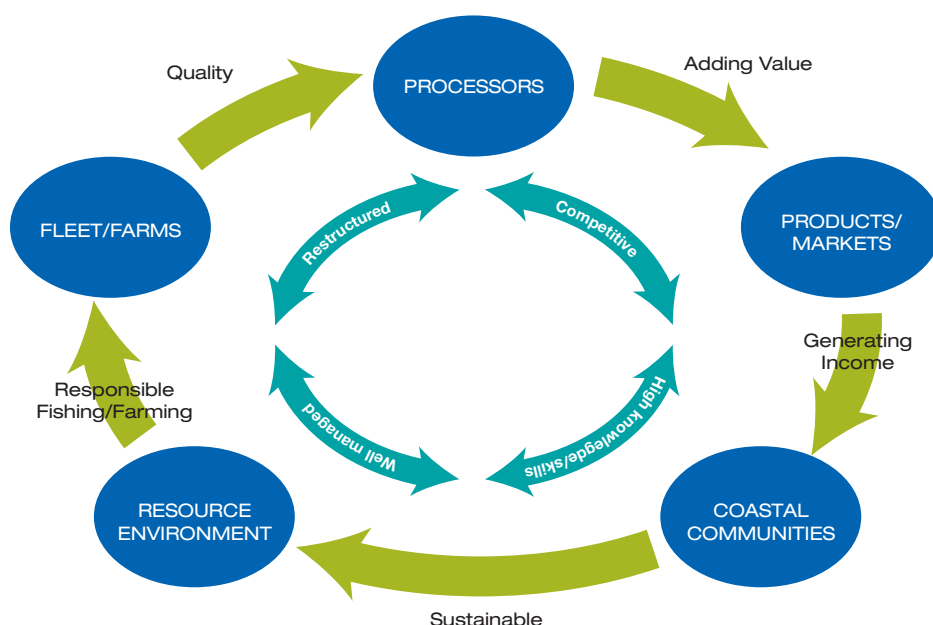 Quality
PROCESSORS
Adding Value
FLEET/FARMS
PRODUCTS/
MARKETS
Restructured
Competitive
Generating
Income
Responsible
Fishing/Farming
Well managed
High knowlegde/skills
RESOURCE
ENVIRONMENT
COASTAL
COMMUNITIES
Sustainable